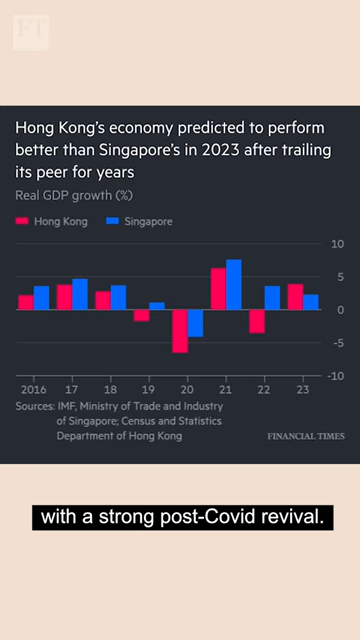 FT
Hong Kong's economy predicted to perform
better than Singapore's in 2023 after trailing
its peer for years
Real GDP growth (%)
Hong Kong Singapore
10
5
0
-5
-10
2016 17 18 19 20 21 22 23
Sources: IMF, Ministry of Trade and Industry
of Singapore; Census and Statistics
Department of Hong Kong
FINANCIAL TIMES
with a strong post-Covid revival.